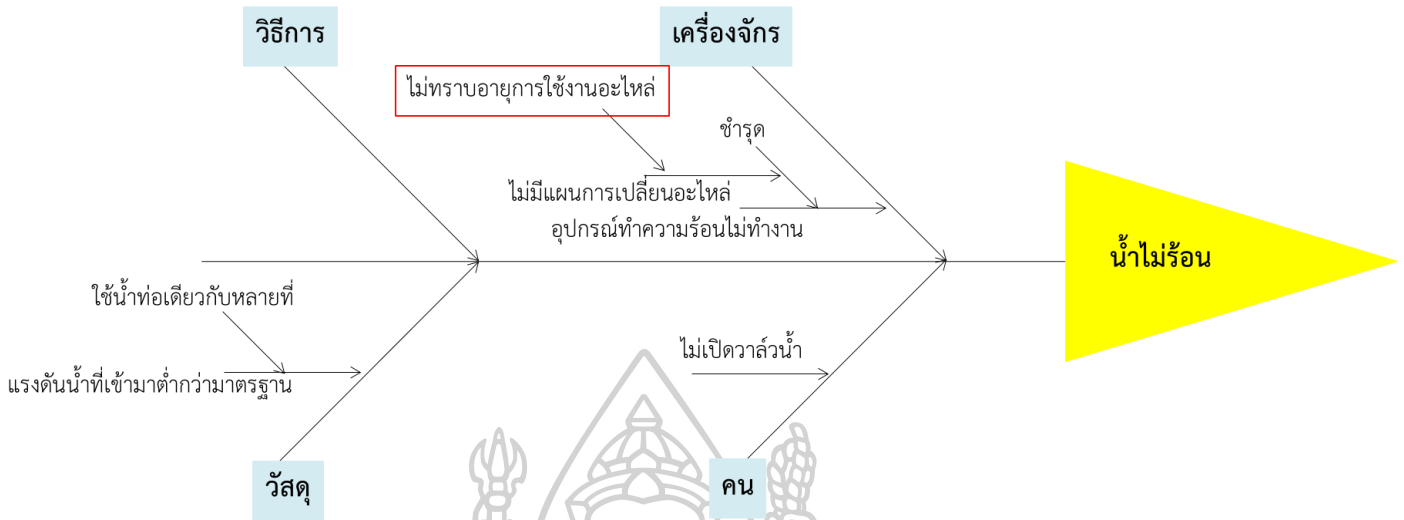 วิธีการ
เครื่องจักร
ไม่ทราบอายุการใช้งานอะไหล่
ชำรุด
ไม่มีแผนการเปลี่ยนอะไหล่
อุปกรณ์ทำความร้อนไม่ทำงาน
น้ำไม่ร้อน
ใช้น้ำท่อเดียวกับหลายที่
ไม่เปิดวาล์วน้ำ
แรงดันน้ำที่เข้ามาต่ำกว่ามาตรฐาน
วัสดุ
คน